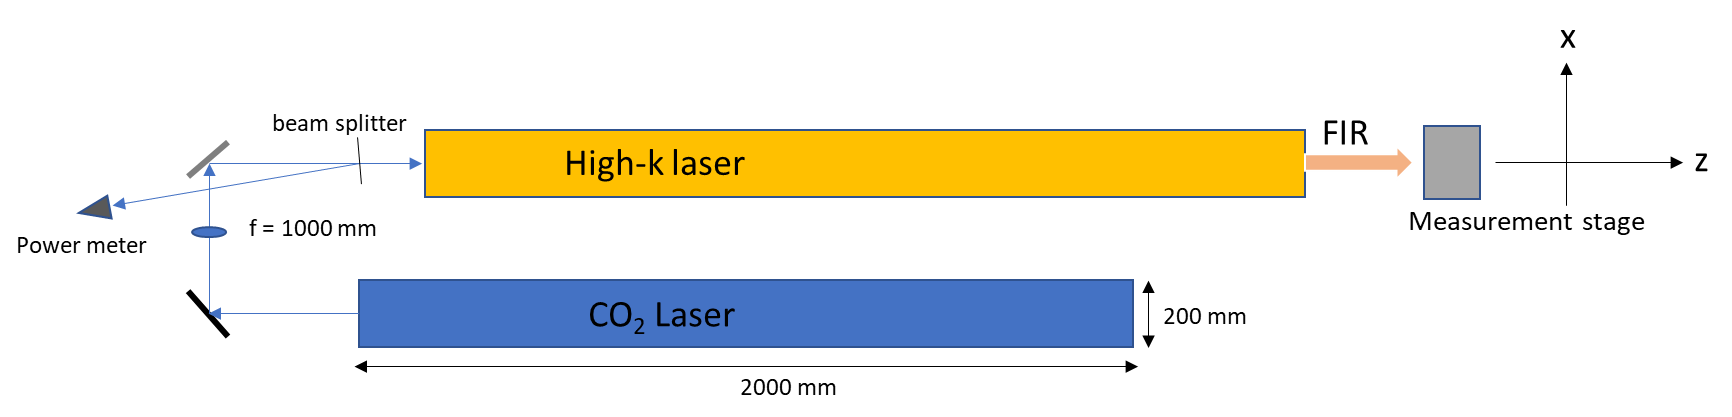 X
beam splitter
FIR
High-k laser
Z
Measurement stage
Power meter
f = 1000 mm
CO₂ Laser
200 mm
2000 mm